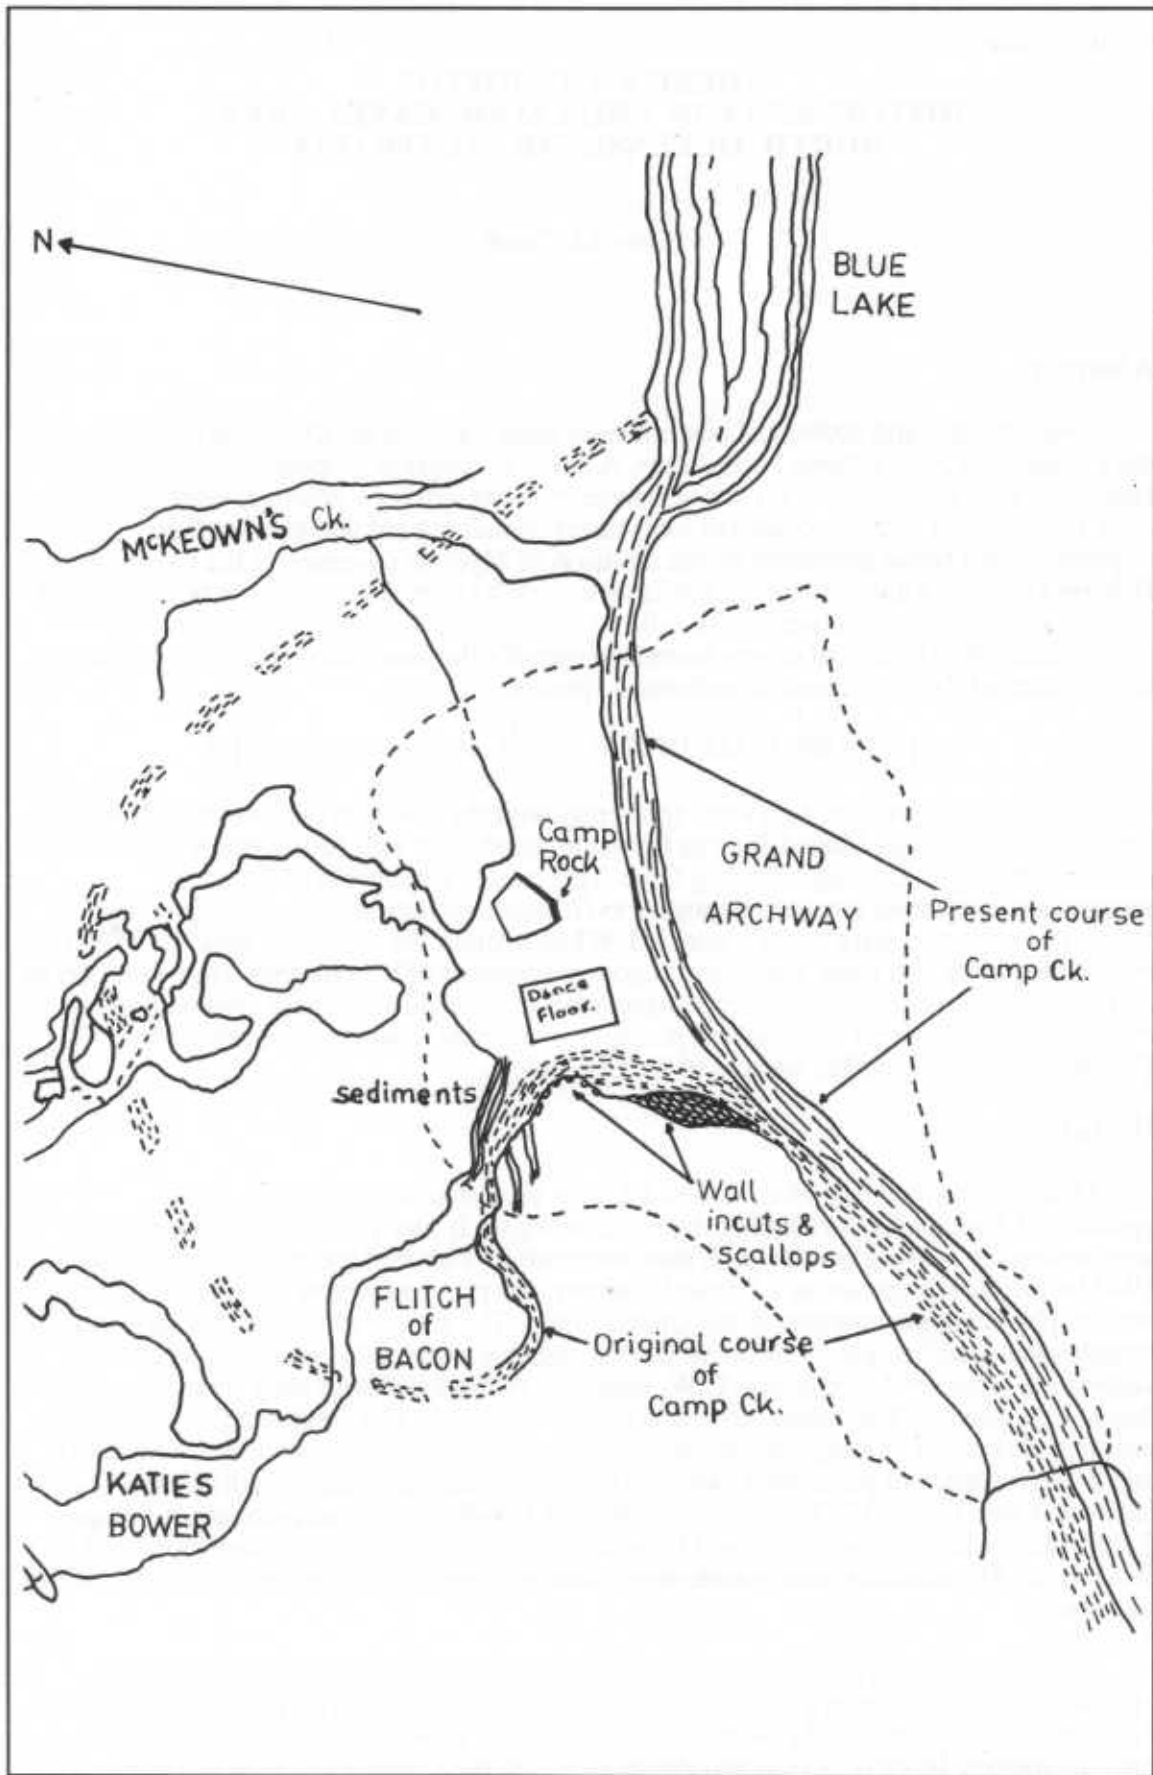 N
BLUE
LAKE
McKEOWN'S Ck.
Camp
Rock
GRAND
ARCHWAY
Present course
of
Camp Ck.
Dance
Floor.
sediments
Wall
incuts &
scallops
FLITCH
of
BACON
Original course
of
Camp Ck.
KATIES
BOWER